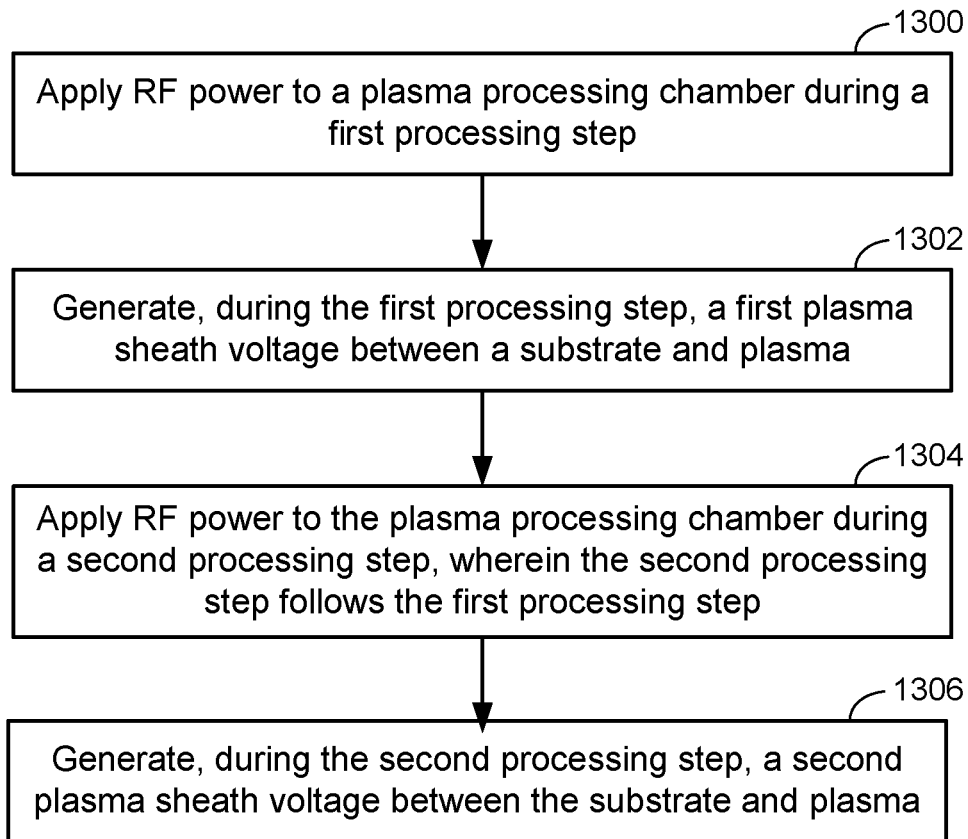 1300
Apply RF power to a plasma processing chamber during a
first processing step
1302
Generate, during the first processing step, a first plasma
sheath voltage between a substrate and plasma
1304
Apply RF power to the plasma processing chamber during
a second processing step, wherein the second processing
step follows the first processing step
1306
Generate, during the second processing step, a second
plasma sheath voltage between the substrate and plasma